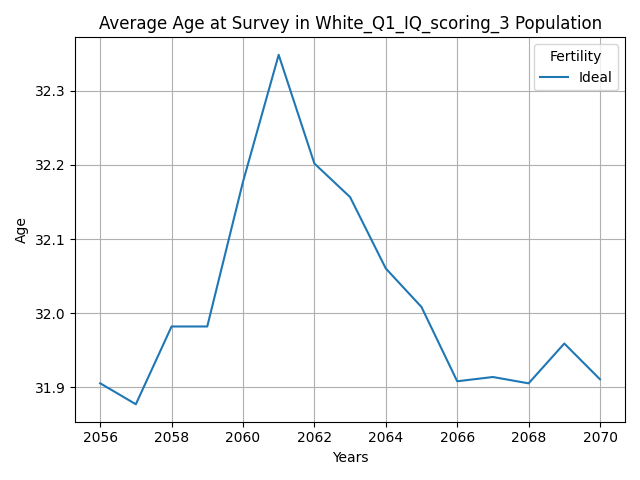 Average Age at Survey in White_Q1_IQ_scoring_3 Population
Fertility
Ideal
32.3
32.2
32.1
32.0
31.9
Age
2056 2058 2060 2062 2064 2066 2068 2070
Years